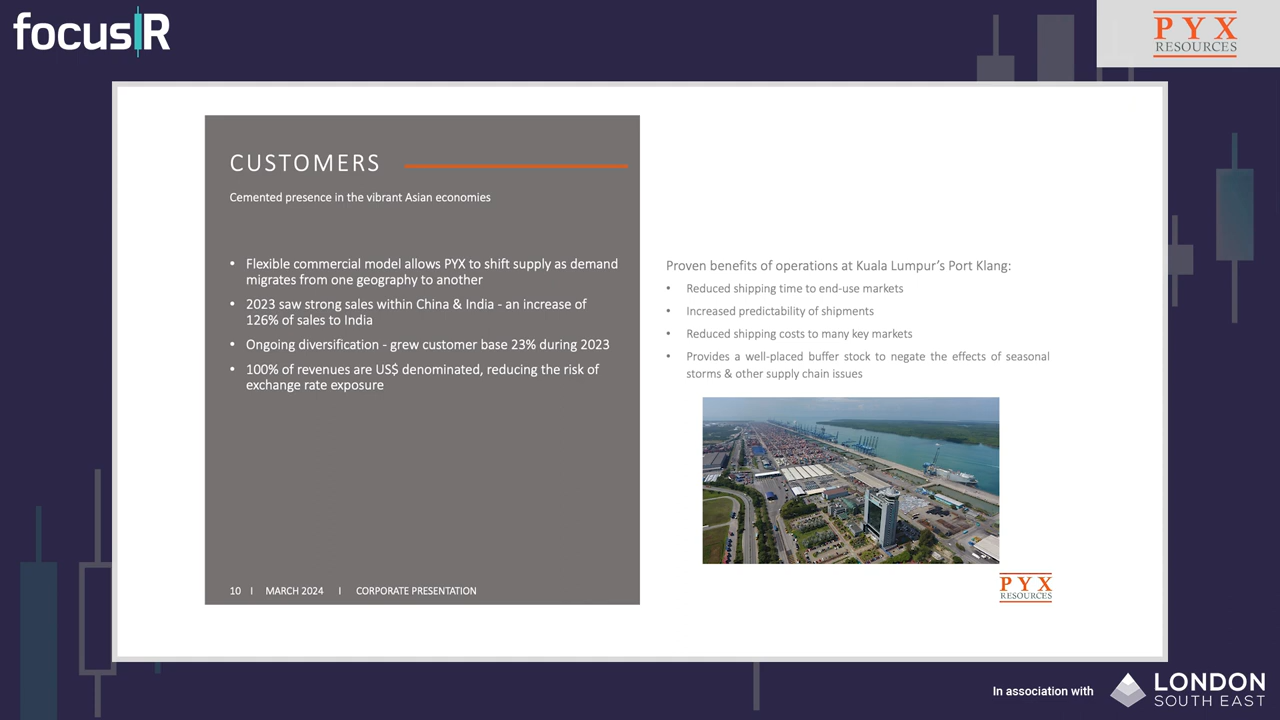 focusIR
PYX
RESOURCES
CUSTOMERS
Cemented presence in the vibrant Asian economies
• Flexible commercial model allows PYX to shift supply as demand
migrates from one geography to another
• 2023 saw strong sales within China & India - an increase of
126% of sales to India
• Ongoing diversification - grew customer base 23% during 2023
• 100% of revenues are US$ denominated, reducing the risk of
exchange rate exposure
10 I MARCH 2024 I CORPORATE PRESENTATION
Proven benefits of operations at Kuala Lumpur’s Port Klang:
• Reduced shipping time to end-use markets
• Increased predictability of shipments
• Reduced shipping costs to many key markets
• Provides a well-placed buffer stock to negate the effects of seasonal
storms & other supply chain issues
PYX
RESOURCES
In association with
LONDON
SOUTH EAST